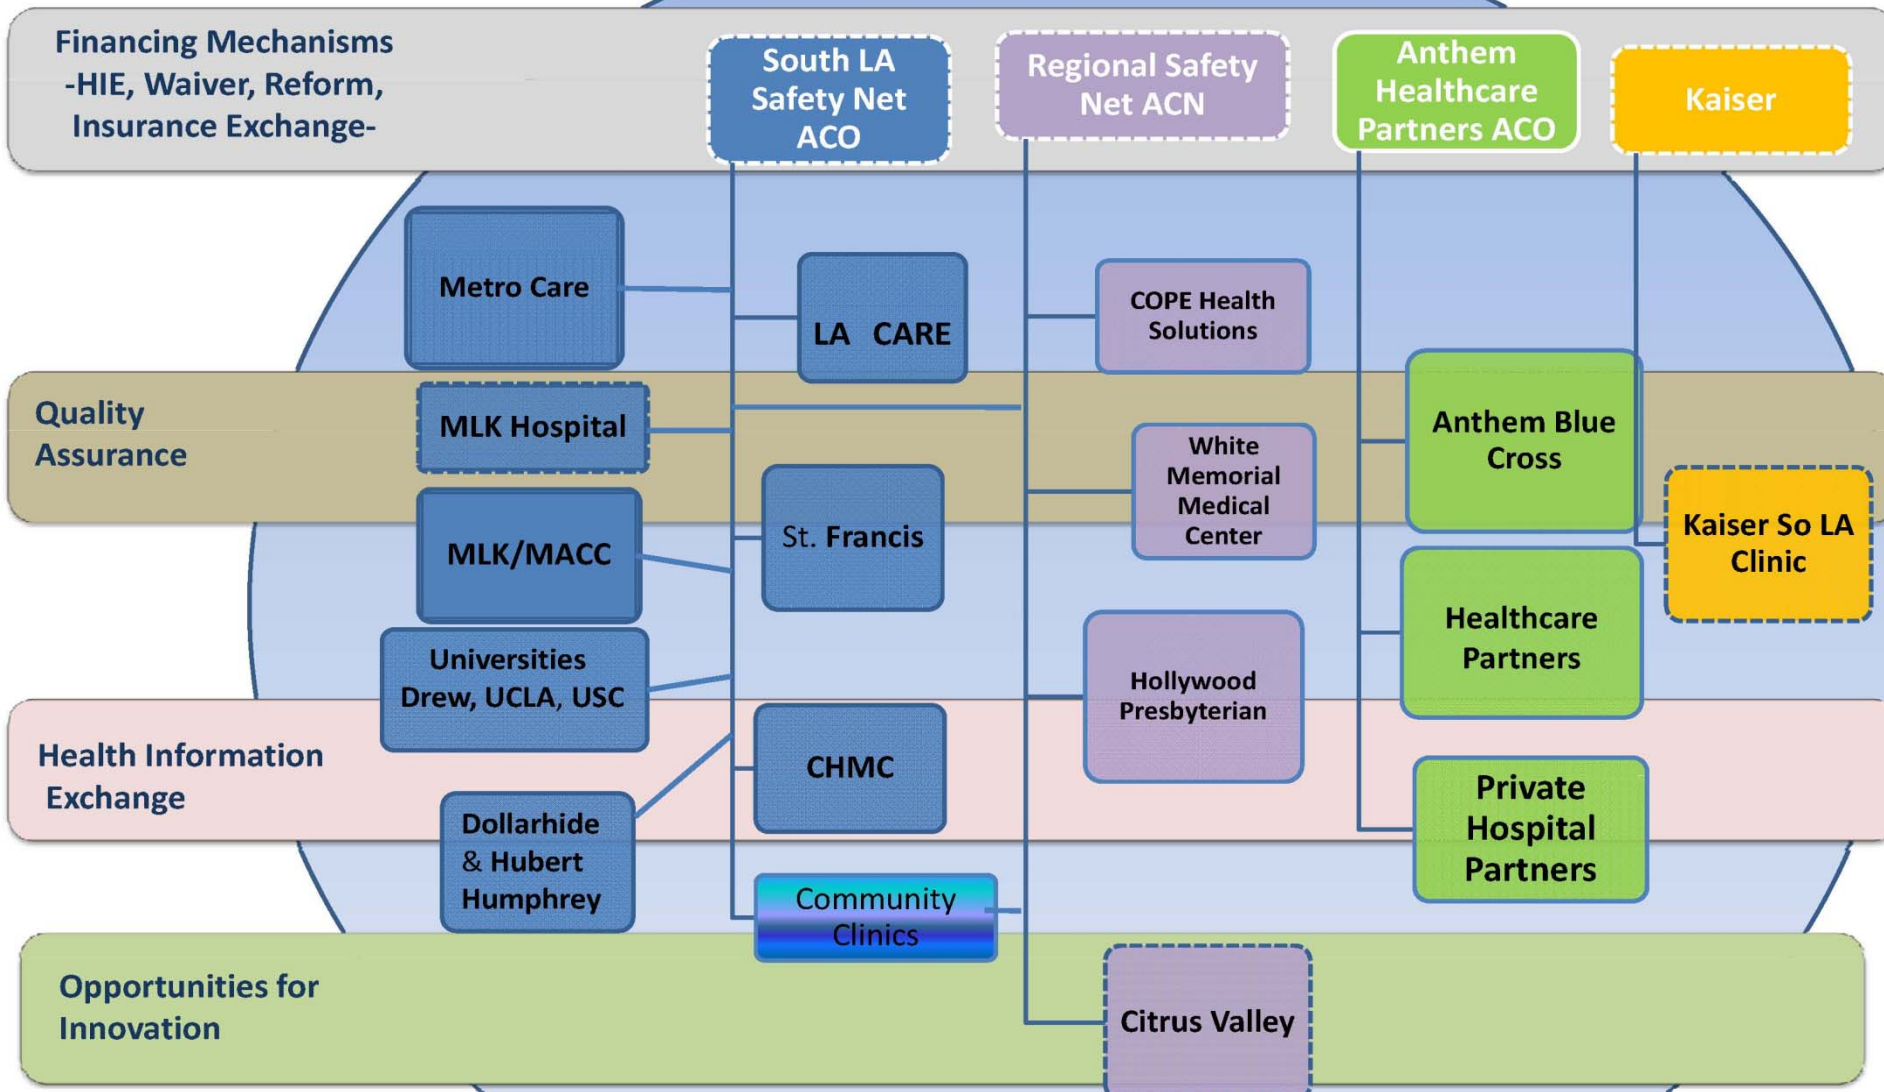 Financing Mechanisms
-HIE, Waiver, Reform,
Insurance Exchange-
South LA
Safety Net
ACO
Regional Safety
Net ACN
Anthem
Healthcare
Partners ACO
Kaiser
Metro Care
LA CARE
COPE Health
Solutions
Quality
Assurance
MLK Hospital
White
Memorial
Medical
Center
Anthem Blue
Cross
MLK/MACC
St. Francis
Kaiser So LA
Clinic
Universities
Drew, UCLA, USC
Hollywood
Presbyterian
Healthcare
Partners
Health Information
Exchange
CHMC
Private
Hospital
Partners
Dollarhide
& Hubert
Humphrey
Community
Clinics
Opportunities for
Innovation
Citrus Valley